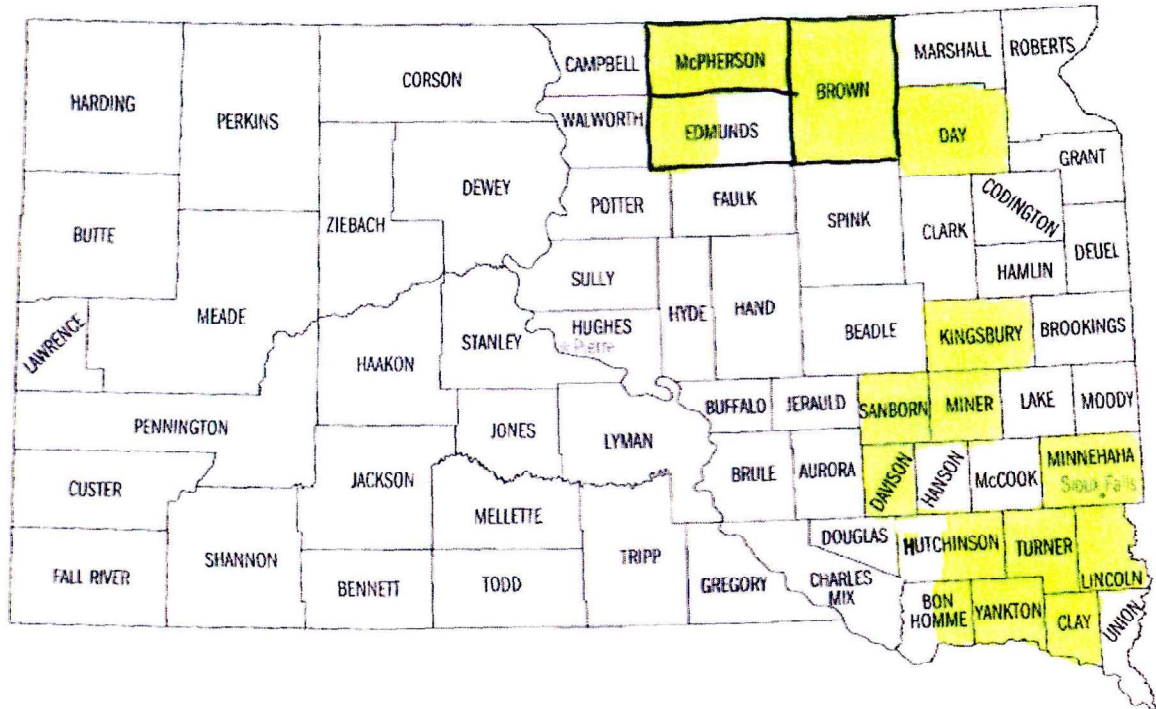 HARDING
PERKINS
CORSON
CAMPBELL
McPHERSON
BROWN
MARSHALL
ROBERTS
WALWORTH
EDMUNDS
DAY
GRANT
BUTTE
ZIEBACH
DEWEY
POTTER
FAULK
SPINK
CLARK
CODINGTON
DEUEL
HAMLIN
LAWRENCE
MEADE
HAAKON
STANLEY
SULLY
HUGHES
Pierre
HYDE
HAND
BEADLE
KINGSBURY
BROOKINGS
PENNINGTON
JONES
LYMAN
BUFFALO
JERAULD
SANBORN
MINER
LAKE
MOODY
CUSTER
JACKSON
MELLETTE
BRULE
AURORA
DAVISON
HANSON
McCOOK
MINNEHAHA
Sioux Falls
FALL RIVER
SHANNON
BENNETT
TODD
TRIPP
GREGORY
CHARLES
MIX
DOUGLAS
HUTCHINSON
TURNER
LINCOLN
BON
HOMME
YANKTON
CLAY
UNION